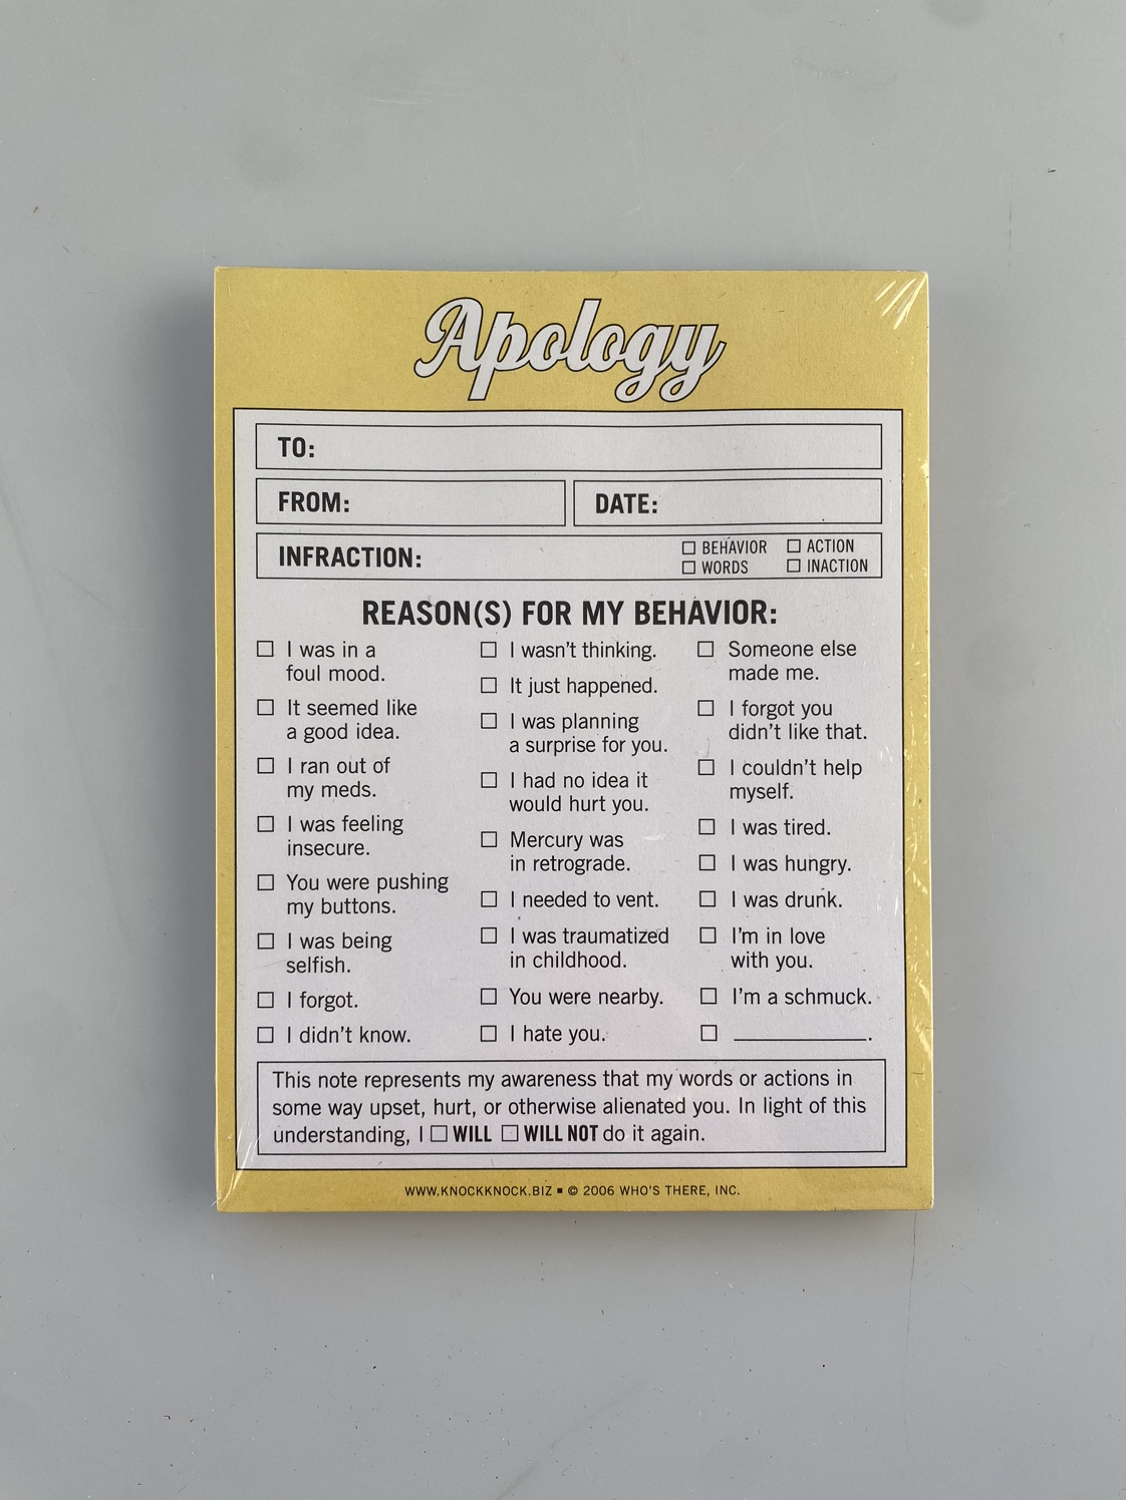 Apology
TO:
FROM:
DATE:
INFRACTION:
☐ BEHAVIOR ☐ ACTION
☐ WORDS ☐ INACTION
REASON(S) FOR MY BEHAVIOR:
☐ I was in a
foul mood.
☐ It seemed like
a good idea.
☐ I ran out of
my meds.
☐ I was feeling
insecure.
☐ You were pushing
my buttons.
☐ I was being
selfish.
☐ I forgot.
☐ I didn't know.
☐ I wasn't thinking.
☐ It just happened.
☐ I was planning
a surprise for you.
☐ I had no idea it
would hurt you.
☐ Mercury was
in retrograde.
☐ I needed to vent.
☐ I was traumatized
in childhood.
☐ You were nearby.
☐ I hate you.
☐ Someone else
made me.
☐ I forgot you
didn't like that.
☐ I couldn't help
myself.
☐ I was tired.
☐ I was hungry.
☐ I was drunk.
☐ I'm in love
with you.
☐ I'm a schmuck.
☐ ____________.
This note represents my awareness that my words or actions in
some way upset, hurt, or otherwise alienated you. In light of this
understanding, I ☐ WILL ☐ WILL NOT do it again.
WWW.KNOCKKNOCK.BIZ ▪ © 2006 WHO'S THERE, INC.